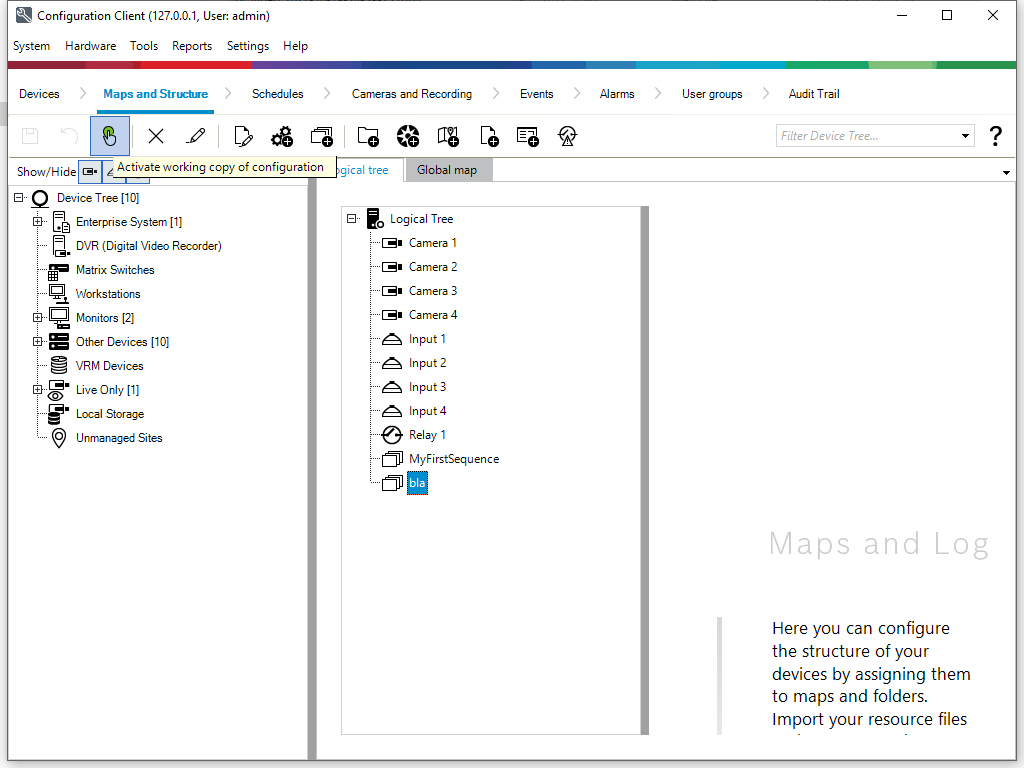 Configuration Client (127.0.0.1, User: admin)
System Hardware Tools Reports Settings Help
Devices Maps and Structure Schedules Cameras and Recording Events Alarms User groups Audit Trail
Filter Device Tree...
Activate working copy of configuration
Show/Hide
ogical tree Global map
Device Tree [10]
Enterprise System [1]
DVR (Digital Video Recorder)
Matrix Switches
Workstations
Monitors [2]
Other Devices [10]
VRM Devices
Live Only [1]
Local Storage
Unmanaged Sites
Logical Tree
Camera 1
Camera 2
Camera 3
Camera 4
Input 1
Input 2
Input 3
Input 4
Relay 1
MyFirstSequence
bla
Maps and Log
Here you can configure
the structure of your
devices by assigning them
to maps and folders.
Import your resource files